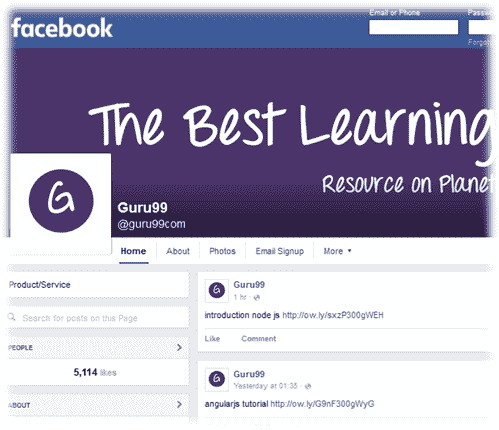 facebook
Email or Phone
The Best Learning
Resource on Planet
G
Guru99
@guru99com
Home About Photos Email Signup More
Product/Service
Search for posts on this Page
PEOPLE
5,114 likes
ABOUT
G
Guru99
1 hr ·
introduction node js http://ow.ly/sxzP300gWEH
Like Comment
G
Guru99
Yesterday at 01:35 ·
angularjs tutorial http://ow.ly/G9nF300gWyG